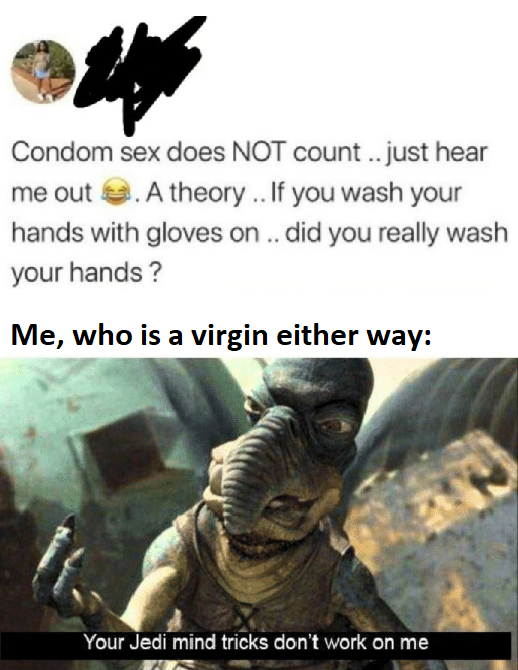 Condom sex does NOT count .. just hear
me out 😂. A theory .. If you wash your
hands with gloves on .. did you really wash
your hands ?
Me, who is a virgin either way:
Your Jedi mind tricks don't work on me